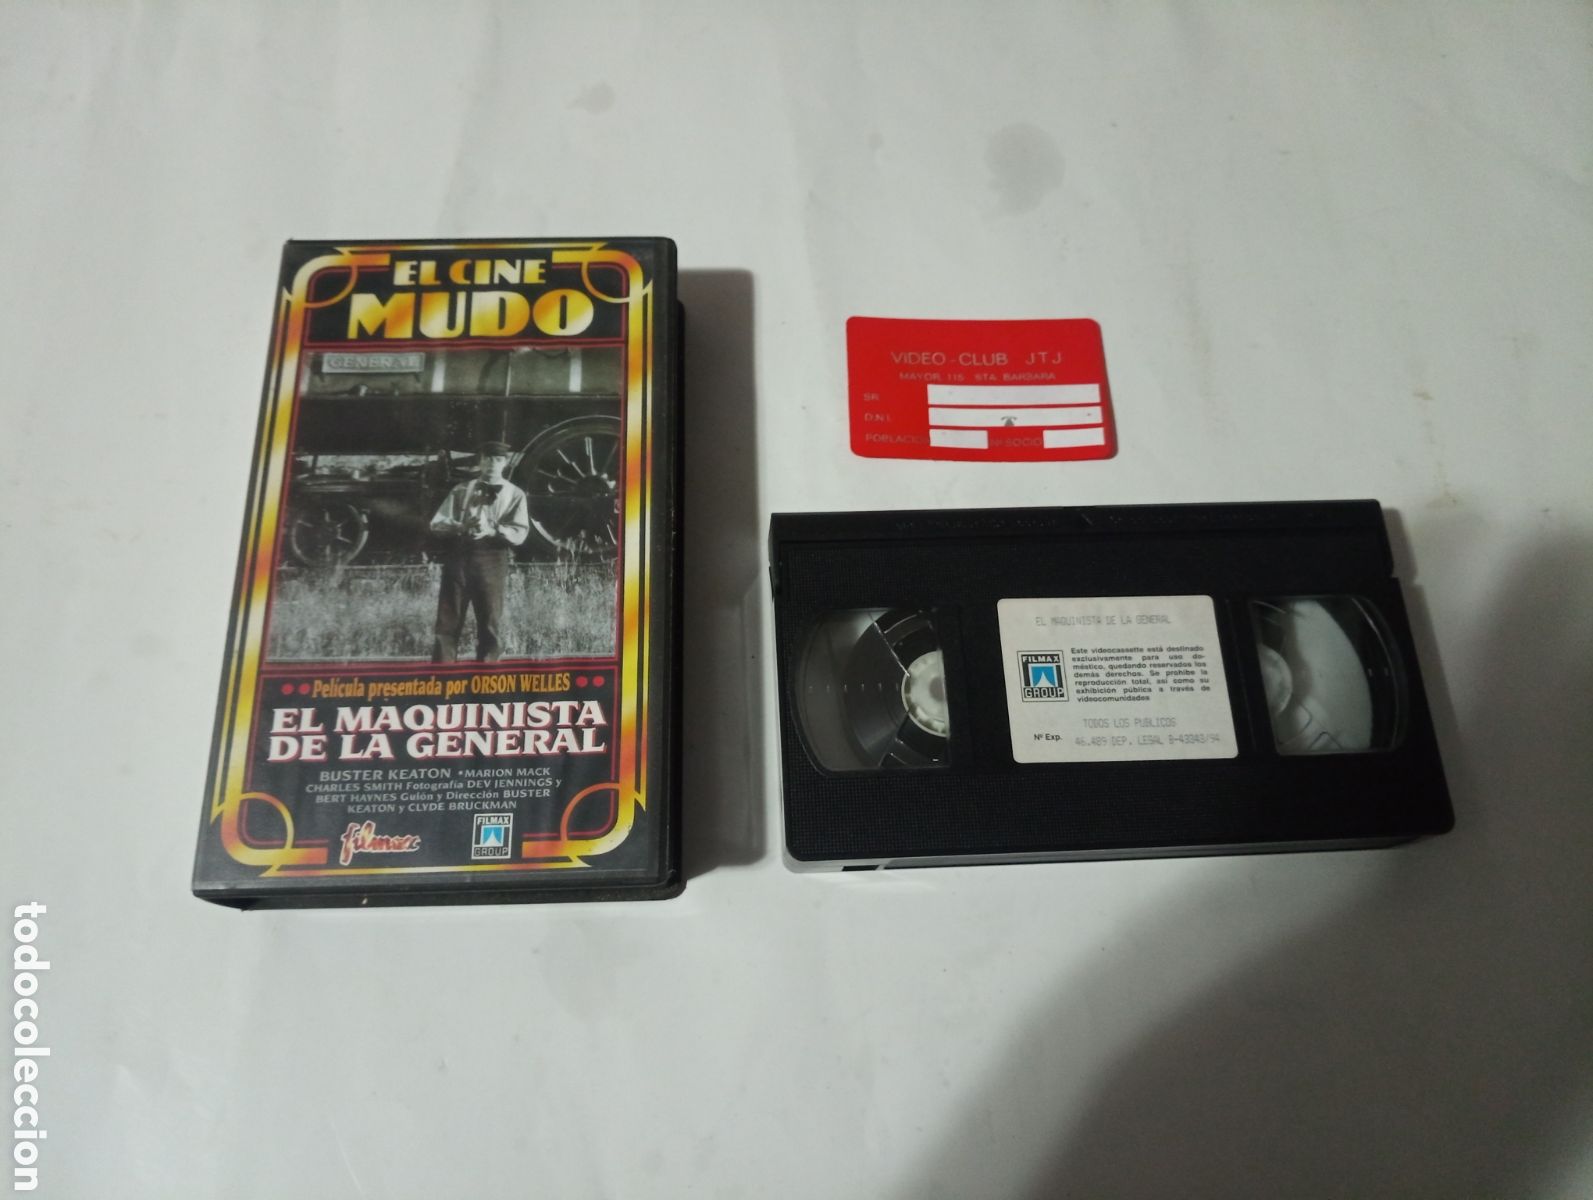 EL CINE
MUDO
GENERAL
Película presentada por ORSON WELLES
EL MAQUINISTA
DE LA GENERAL
BUSTER KEATON • MARION MACK
CHARLES SMITH Fotografía DEV JENNINGS y
BERT HAYNES Guión y Dirección BUSTER
KEATON y CLYDE BRUCKMAN
filmax
FILMAX
GROUP
VIDEO-CLUB JTJ
MAYOR 115 STA BARBARA
SR
D.N.I.
POBLACION Nº SOCIO
EL MAQUINISTA DE LA GENERAL
FILMAX
GROUP
Este videocassette está destinado
exclusivamente para uso do-
méstico, quedando reservados los
demás derechos. Se prohibe la
reproducción total, así como su
exhibición pública a través de
videocomunidades
TODOS LOS PUBLICOS
Nº Exp. 46.489 DEP. LEGAL B-43343/94
todocoleccion